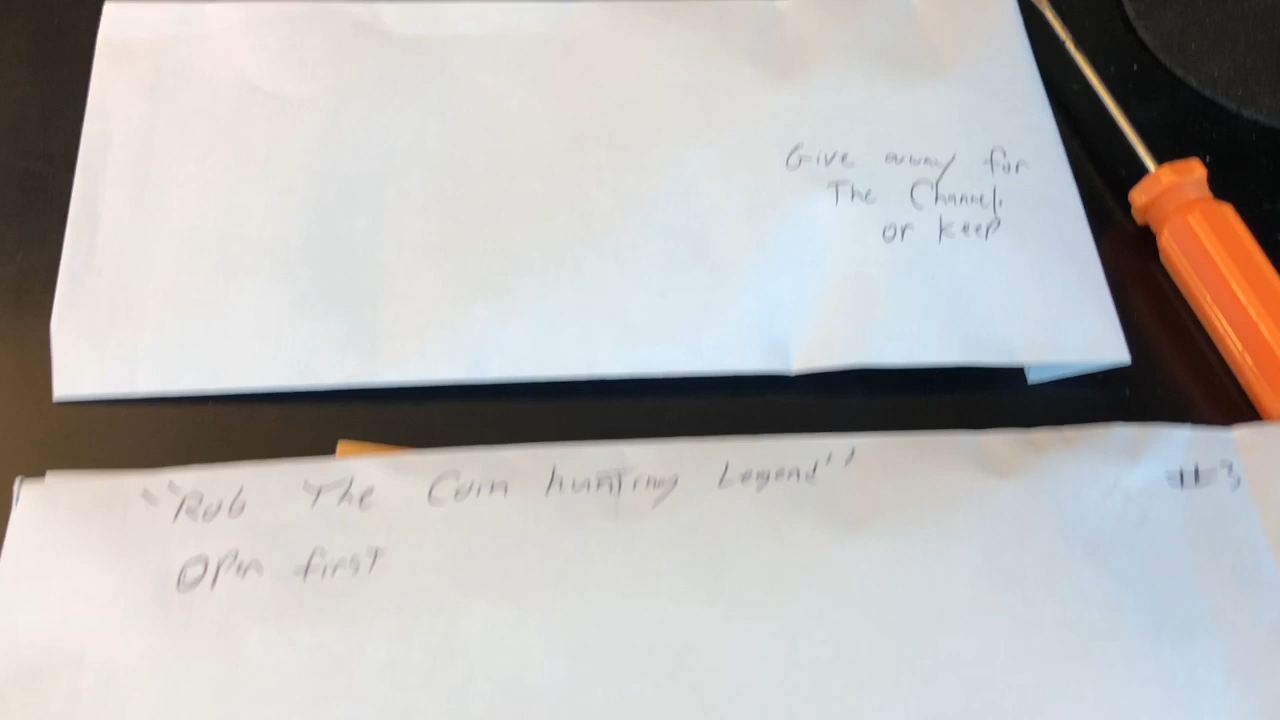 Give away for
The Channel.
or keep
"Rob The Coin hunting Legend" #3
Open first